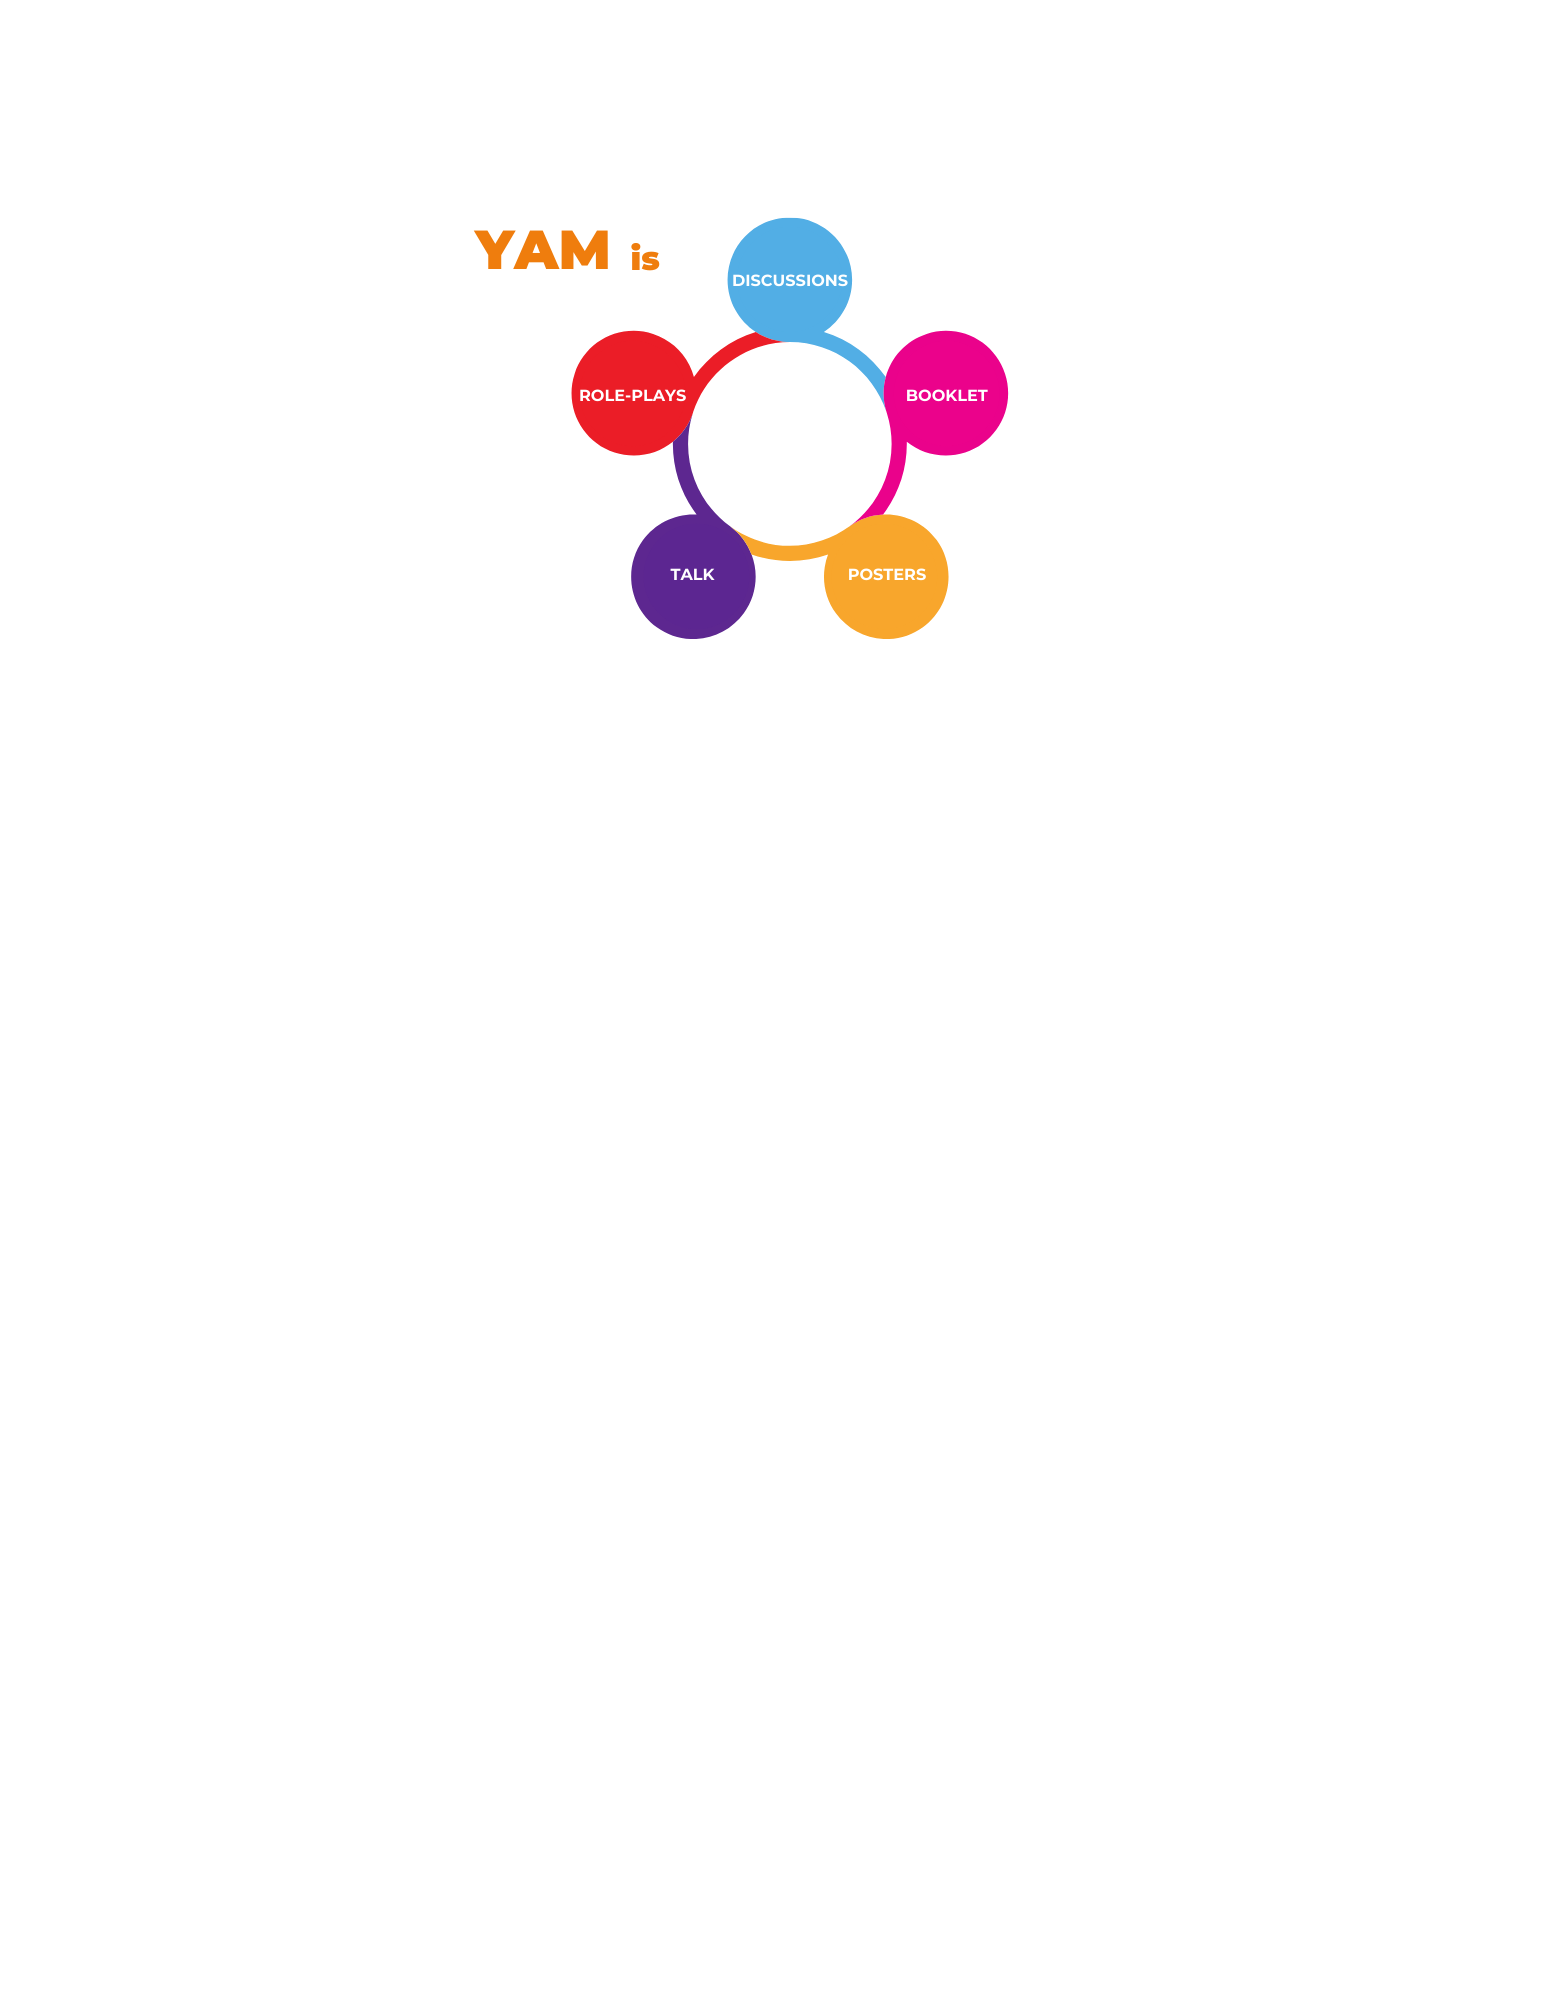 YAM is
DISCUSSIONS
ROLE-PLAYS
BOOKLET
TALK
POSTERS